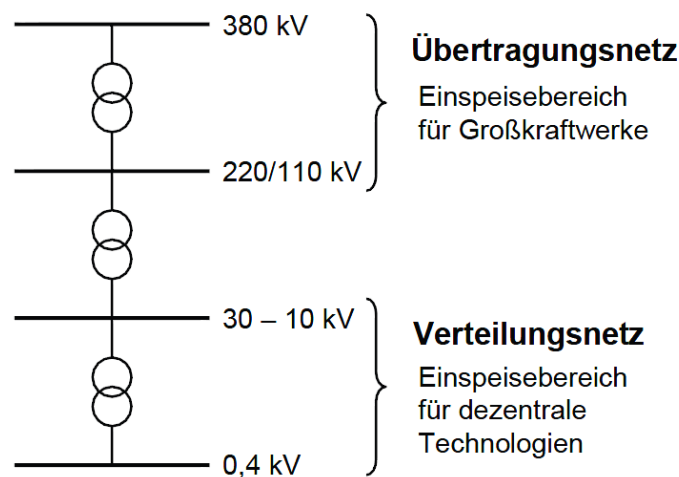 380 kV
Übertragungsnetz
Einspeisebereich
für Großkraftwerke
220/110 kV
30 – 10 kV
Verteilungsnetz
Einspeisebereich
für dezentrale
Technologien
0,4 kV